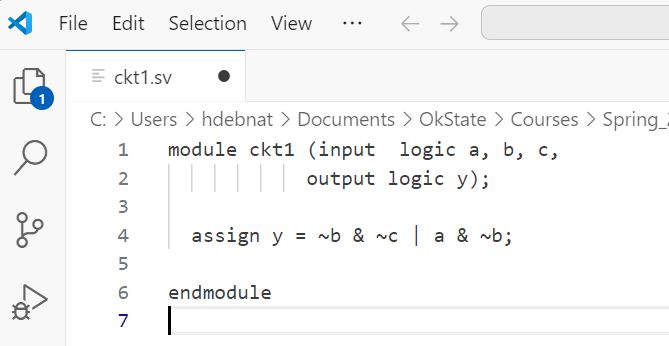 File Edit Selection View ...
ckt1.sv
1
C: > Users > hdebnat > Documents > OkState > Courses > Spring_
1 module ckt1 (input  logic a, b, c,
2             output logic y);
3
4   assign y = ~b & ~c | a & ~b;
5
6 endmodule
7